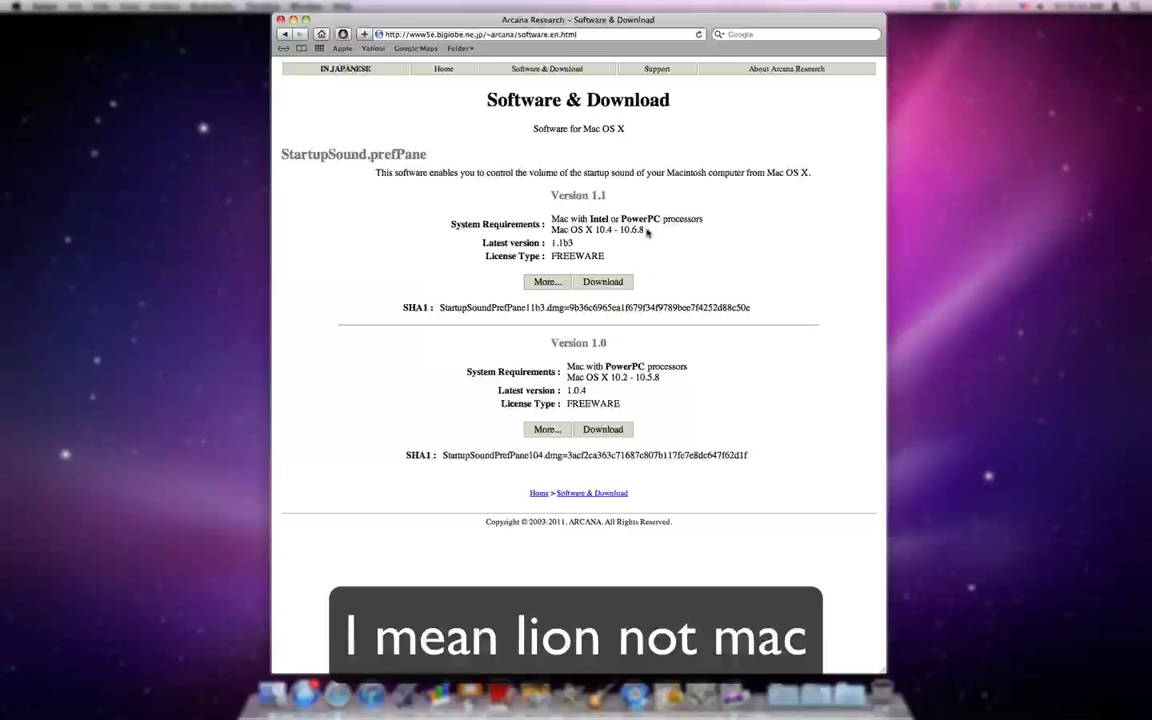 Arcana Research – Software & Download
http://www5e.biglobe.ne.jp/~arcana/software.en.html
Google
Apple Yahoo! Google Maps Folder
IN JAPANESE Home Software & Download Support About Arcana Research
Software & Download
Software for Mac OS X
StartupSound.prefPane
This software enables you to control the volume of the startup sound of your Macintosh computer from Mac OS X.
Version 1.1
System Requirements : Mac with Intel or PowerPC processors
Mac OS X 10.4 - 10.6.8
Latest version : 1.1b3
License Type : FREEWARE
More... Download
SHA1 : StartupSoundPrefPane11b3.dmg=9b36c6965ea1f679f34f9789bee7f4252d88c50e
Version 1.0
System Requirements : Mac with PowerPC processors
Mac OS X 10.2 - 10.5.8
Latest version : 1.0.4
License Type : FREEWARE
More... Download
SHA1 : StartupSoundPrefPane104.dmg=3acf2ca363c71687e807b117fe7e8dc647f62d1f
Home > Software & Download
Copyright © 2003-2011, ARCANA. All Rights Reserved.
I mean lion not mac